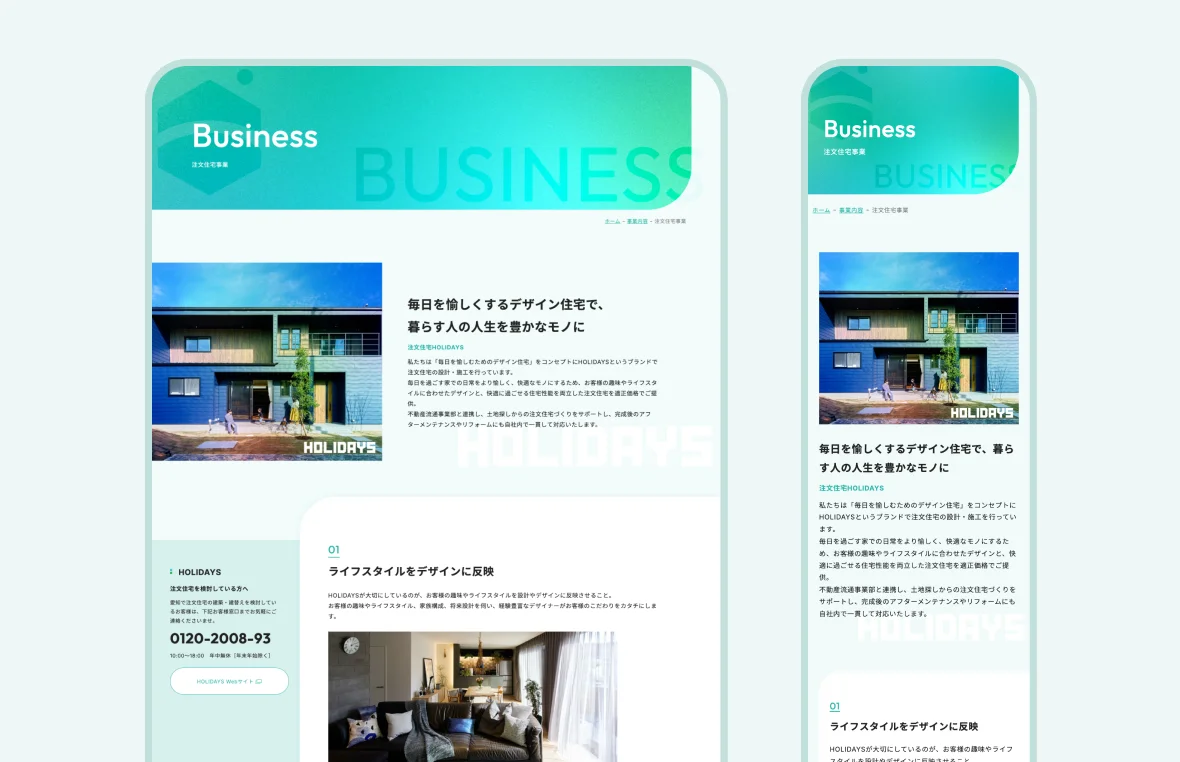 Business
注文住宅事業
BUSINESS
ホーム – 事業内容 – 注文住宅事業
HOLIDAYS
毎日を愉しくするデザイン住宅で、
暮らす人の人生を豊かなモノに
注文住宅HOLIDAYS
私たちは「毎日を愉しむためのデザイン住宅」をコンセプトにHOLIDAYSというブランドで
注文住宅の設計・施工を行っています。
毎日を過ごす家での日常をより愉しく、快適なモノにするため、お客様の趣味やライフスタ
イルに合わせたデザインと、快適に過ごせる住宅性能を両立した注文住宅を適正価格でご提
供。
不動産流通事業部と連携し、土地探しからの注文住宅づくりをサポートし、完成後のアフ
ターメンテナンスやリフォームにも自社内で一貫して対応いたします。
HOLIDAYS
HOLIDAYS
注文住宅を検討している方へ
愛知で注文住宅の建築・建替えを検討してい
るお客様は、下記お客様窓口までお気軽にご
連絡くださいませ。
0120-2008-93
10:00〜18:00 年中無休［年末年始除く］
HOLIDAYS Webサイト
01
ライフスタイルをデザインに反映
HOLIDAYSが大切にしているのが、お客様の趣味やライフスタイルを設計やデザインに反映させること。
お客様の趣味やライフスタイル、家族構成、将来設計を伺い、経験豊富なデザイナーがお客様のこだわりをカタチにしま
す。
Business
注文住宅事業
BUSINESS
ホーム – 事業内容 – 注文住宅事業
HOLIDAYS
毎日を愉しくするデザイン住宅で、暮ら
す人の人生を豊かなモノに
注文住宅HOLIDAYS
私たちは「毎日を愉しむためのデザイン住宅」をコンセプトに
HOLIDAYSというブランドで注文住宅の設計・施工を行ってい
ます。
毎日を過ごす家での日常をより愉しく、快適なモノにするた
め、お客様の趣味やライフスタイルに合わせたデザインと、快
適に過ごせる住宅性能を両立した注文住宅を適正価格でご提
供。
不動産流通事業部と連携し、土地探しからの注文住宅づくりを
サポートし、完成後のアフターメンテナンスやリフォームにも
自社内で一貫して対応いたします。
HOLIDAYS
01
ライフスタイルをデザインに反映
HOLIDAYSが大切にしているのが、お客様の趣味やライフ
スタイルを設計やデザインに反映させること。